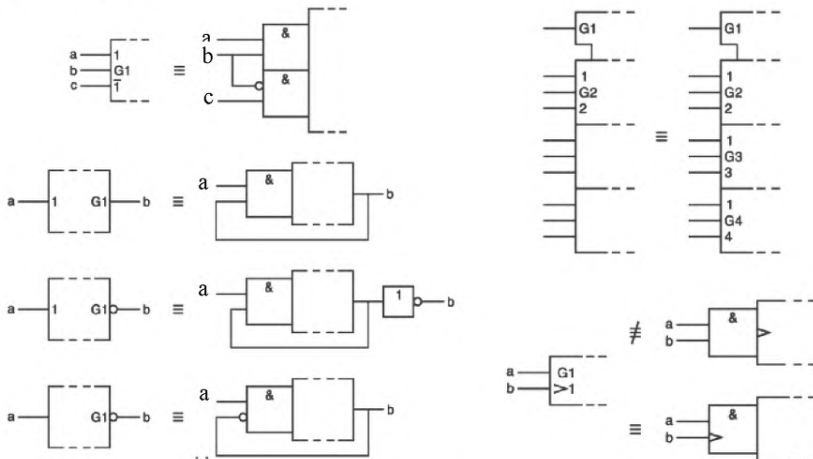 a 1
b G1
c 1̅
≡
a &
b
c &
a 1 G1 b ≡ a & b
a 1 G1 b ≡ a & 1 b
a G1 b ≡ a & b
G1
1
G2
2
≡
G1
1
G2
2
1
G3
3
1
G4
4
a G1
b >1
≢
a &
b >
≡
a &
b >